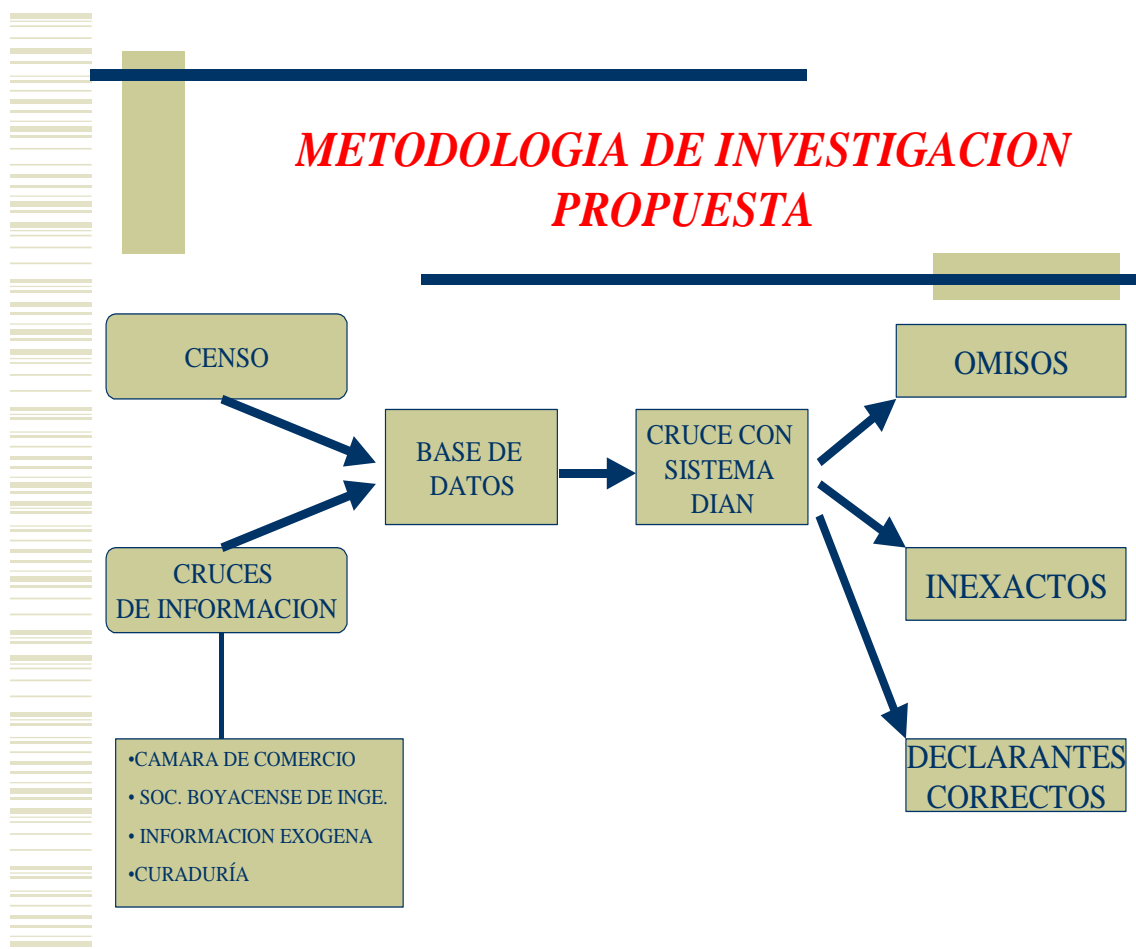 METODOLOGIA DE INVESTIGACION
PROPUESTA
CENSO
CRUCES
DE INFORMACION
•CAMARA DE COMERCIO
• SOC. BOYACENSE DE INGE.
• INFORMACION EXOGENA
•CURADURÍA
BASE DE
DATOS
CRUCE CON
SISTEMA
DIAN
OMISOS
INEXACTOS
DECLARANTES
CORRECTOS